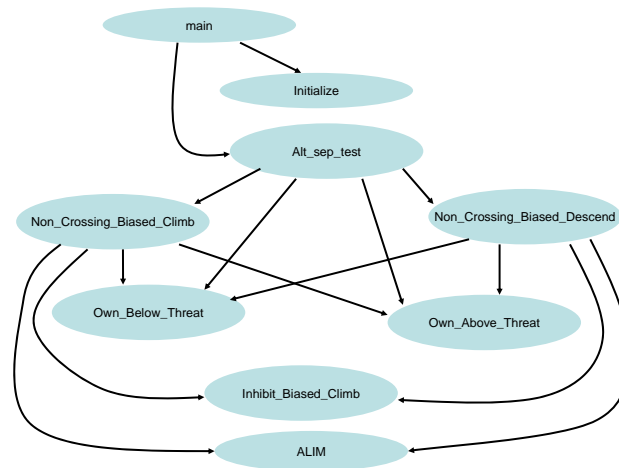 main
Initialize
Alt_sep_test
Non_Crossing_Biased_Climb
Non_Crossing_Biased_Descend
Own_Below_Threat
Own_Above_Threat
Inhibit_Biased_Climb
ALIM